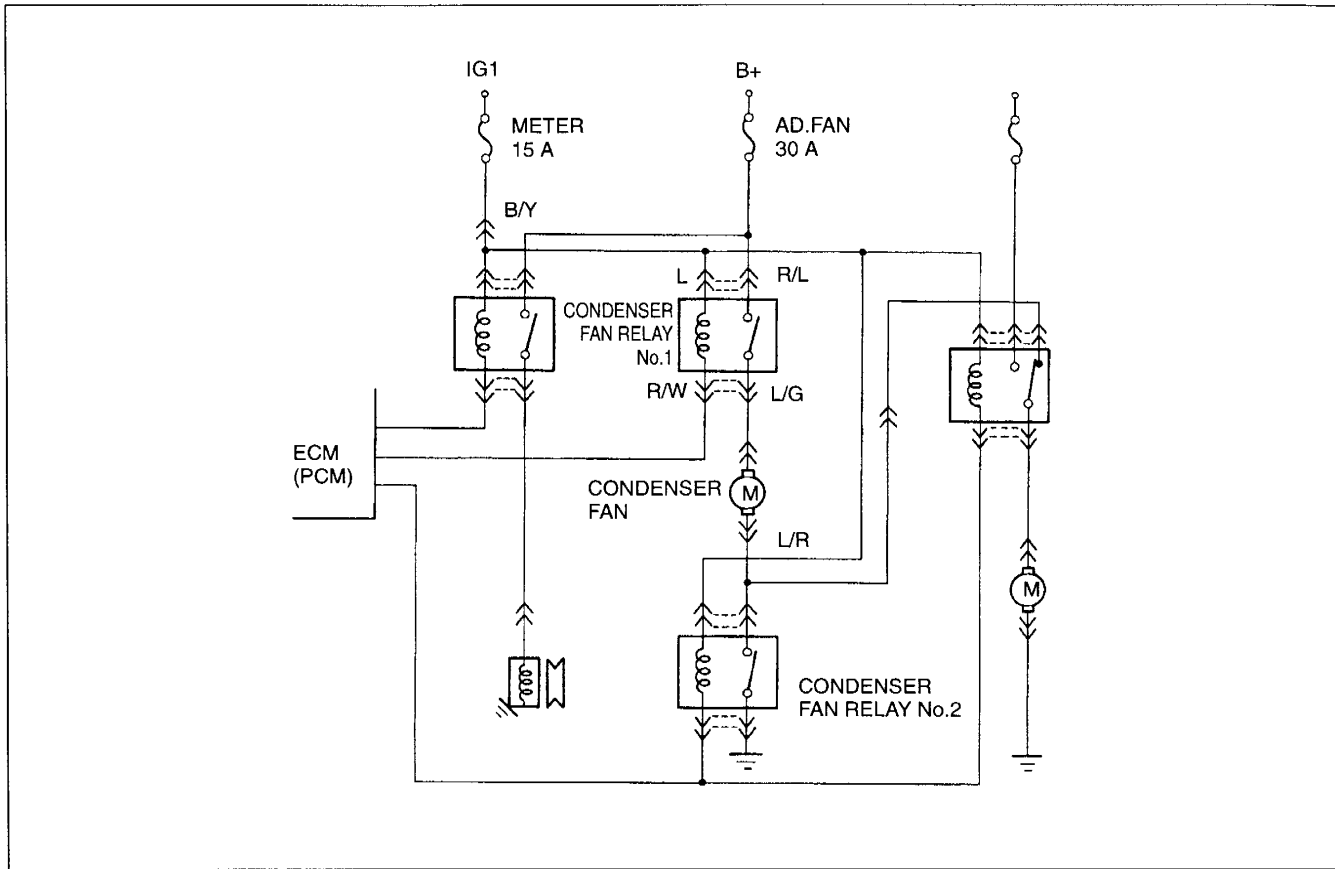 IG1
B+
METER
15 A
AD.FAN
30 A
B/Y
L
R/L
CONDENSER
FAN RELAY
No.1
R/W
L/G
ECM
(PCM)
CONDENSER
FAN
M
L/R
M
CONDENSER
FAN RELAY No.2